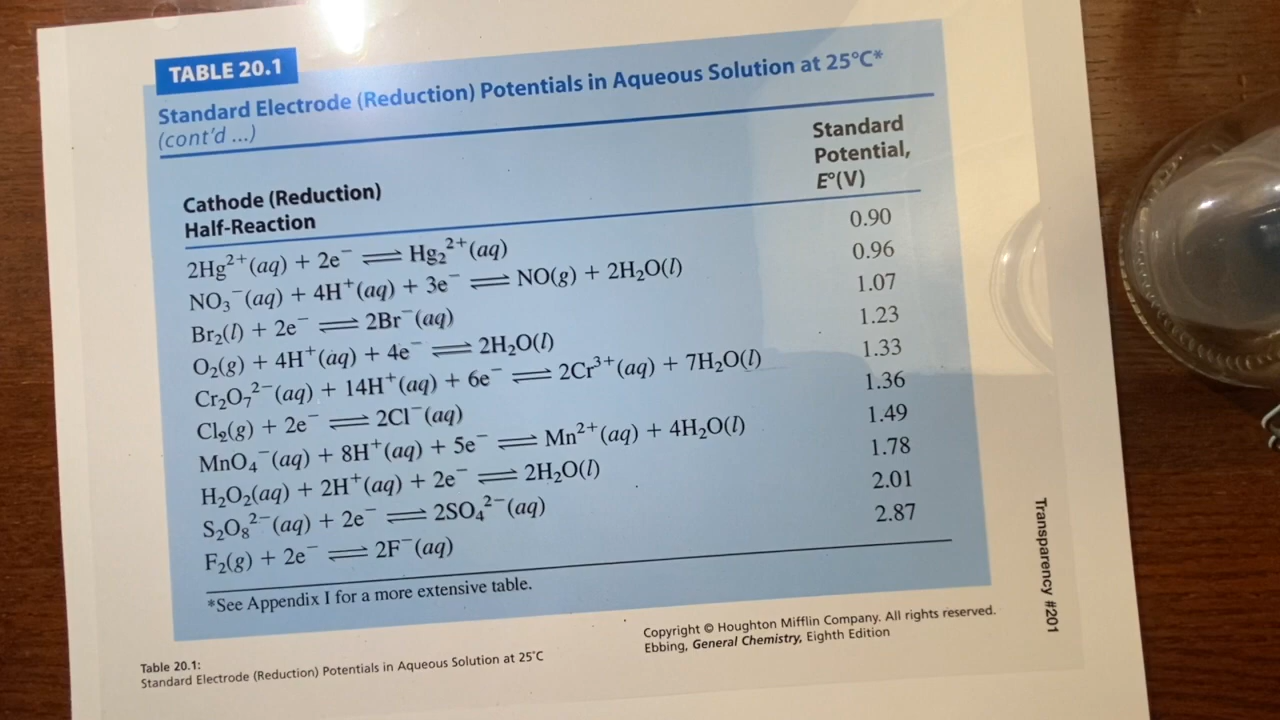 TABLE 20.1
Standard Electrode (Reduction) Potentials in Aqueous Solution at 25°C*
(cont'd ...)
Cathode (Reduction)
Half-Reaction
Standard
Potential,
E°(V)
2Hg²⁺(aq) + 2e⁻ ⇌ Hg₂²⁺(aq) 0.90
NO₃⁻(aq) + 4H⁺(aq) + 3e⁻ ⇌ NO(g) + 2H₂O(l) 0.96
Br₂(l) + 2e⁻ ⇌ 2Br⁻(aq) 1.07
O₂(g) + 4H⁺(aq) + 4e⁻ ⇌ 2H₂O(l) 1.23
Cr₂O₇²⁻(aq) + 14H⁺(aq) + 6e⁻ ⇌ 2Cr³⁺(aq) + 7H₂O(l) 1.33
Cl₂(g) + 2e⁻ ⇌ 2Cl⁻(aq) 1.36
MnO₄⁻(aq) + 8H⁺(aq) + 5e⁻ ⇌ Mn²⁺(aq) + 4H₂O(l) 1.49
H₂O₂(aq) + 2H⁺(aq) + 2e⁻ ⇌ 2H₂O(l) 1.78
S₂O₈²⁻(aq) + 2e⁻ ⇌ 2SO₄²⁻(aq) 2.01
F₂(g) + 2e⁻ ⇌ 2F⁻(aq) 2.87
*See Appendix I for a more extensive table.
Table 20.1:
Standard Electrode (Reduction) Potentials in Aqueous Solution at 25°C
Copyright © Houghton Mifflin Company. All rights reserved.
Ebbing, General Chemistry, Eighth Edition
Transparency #201